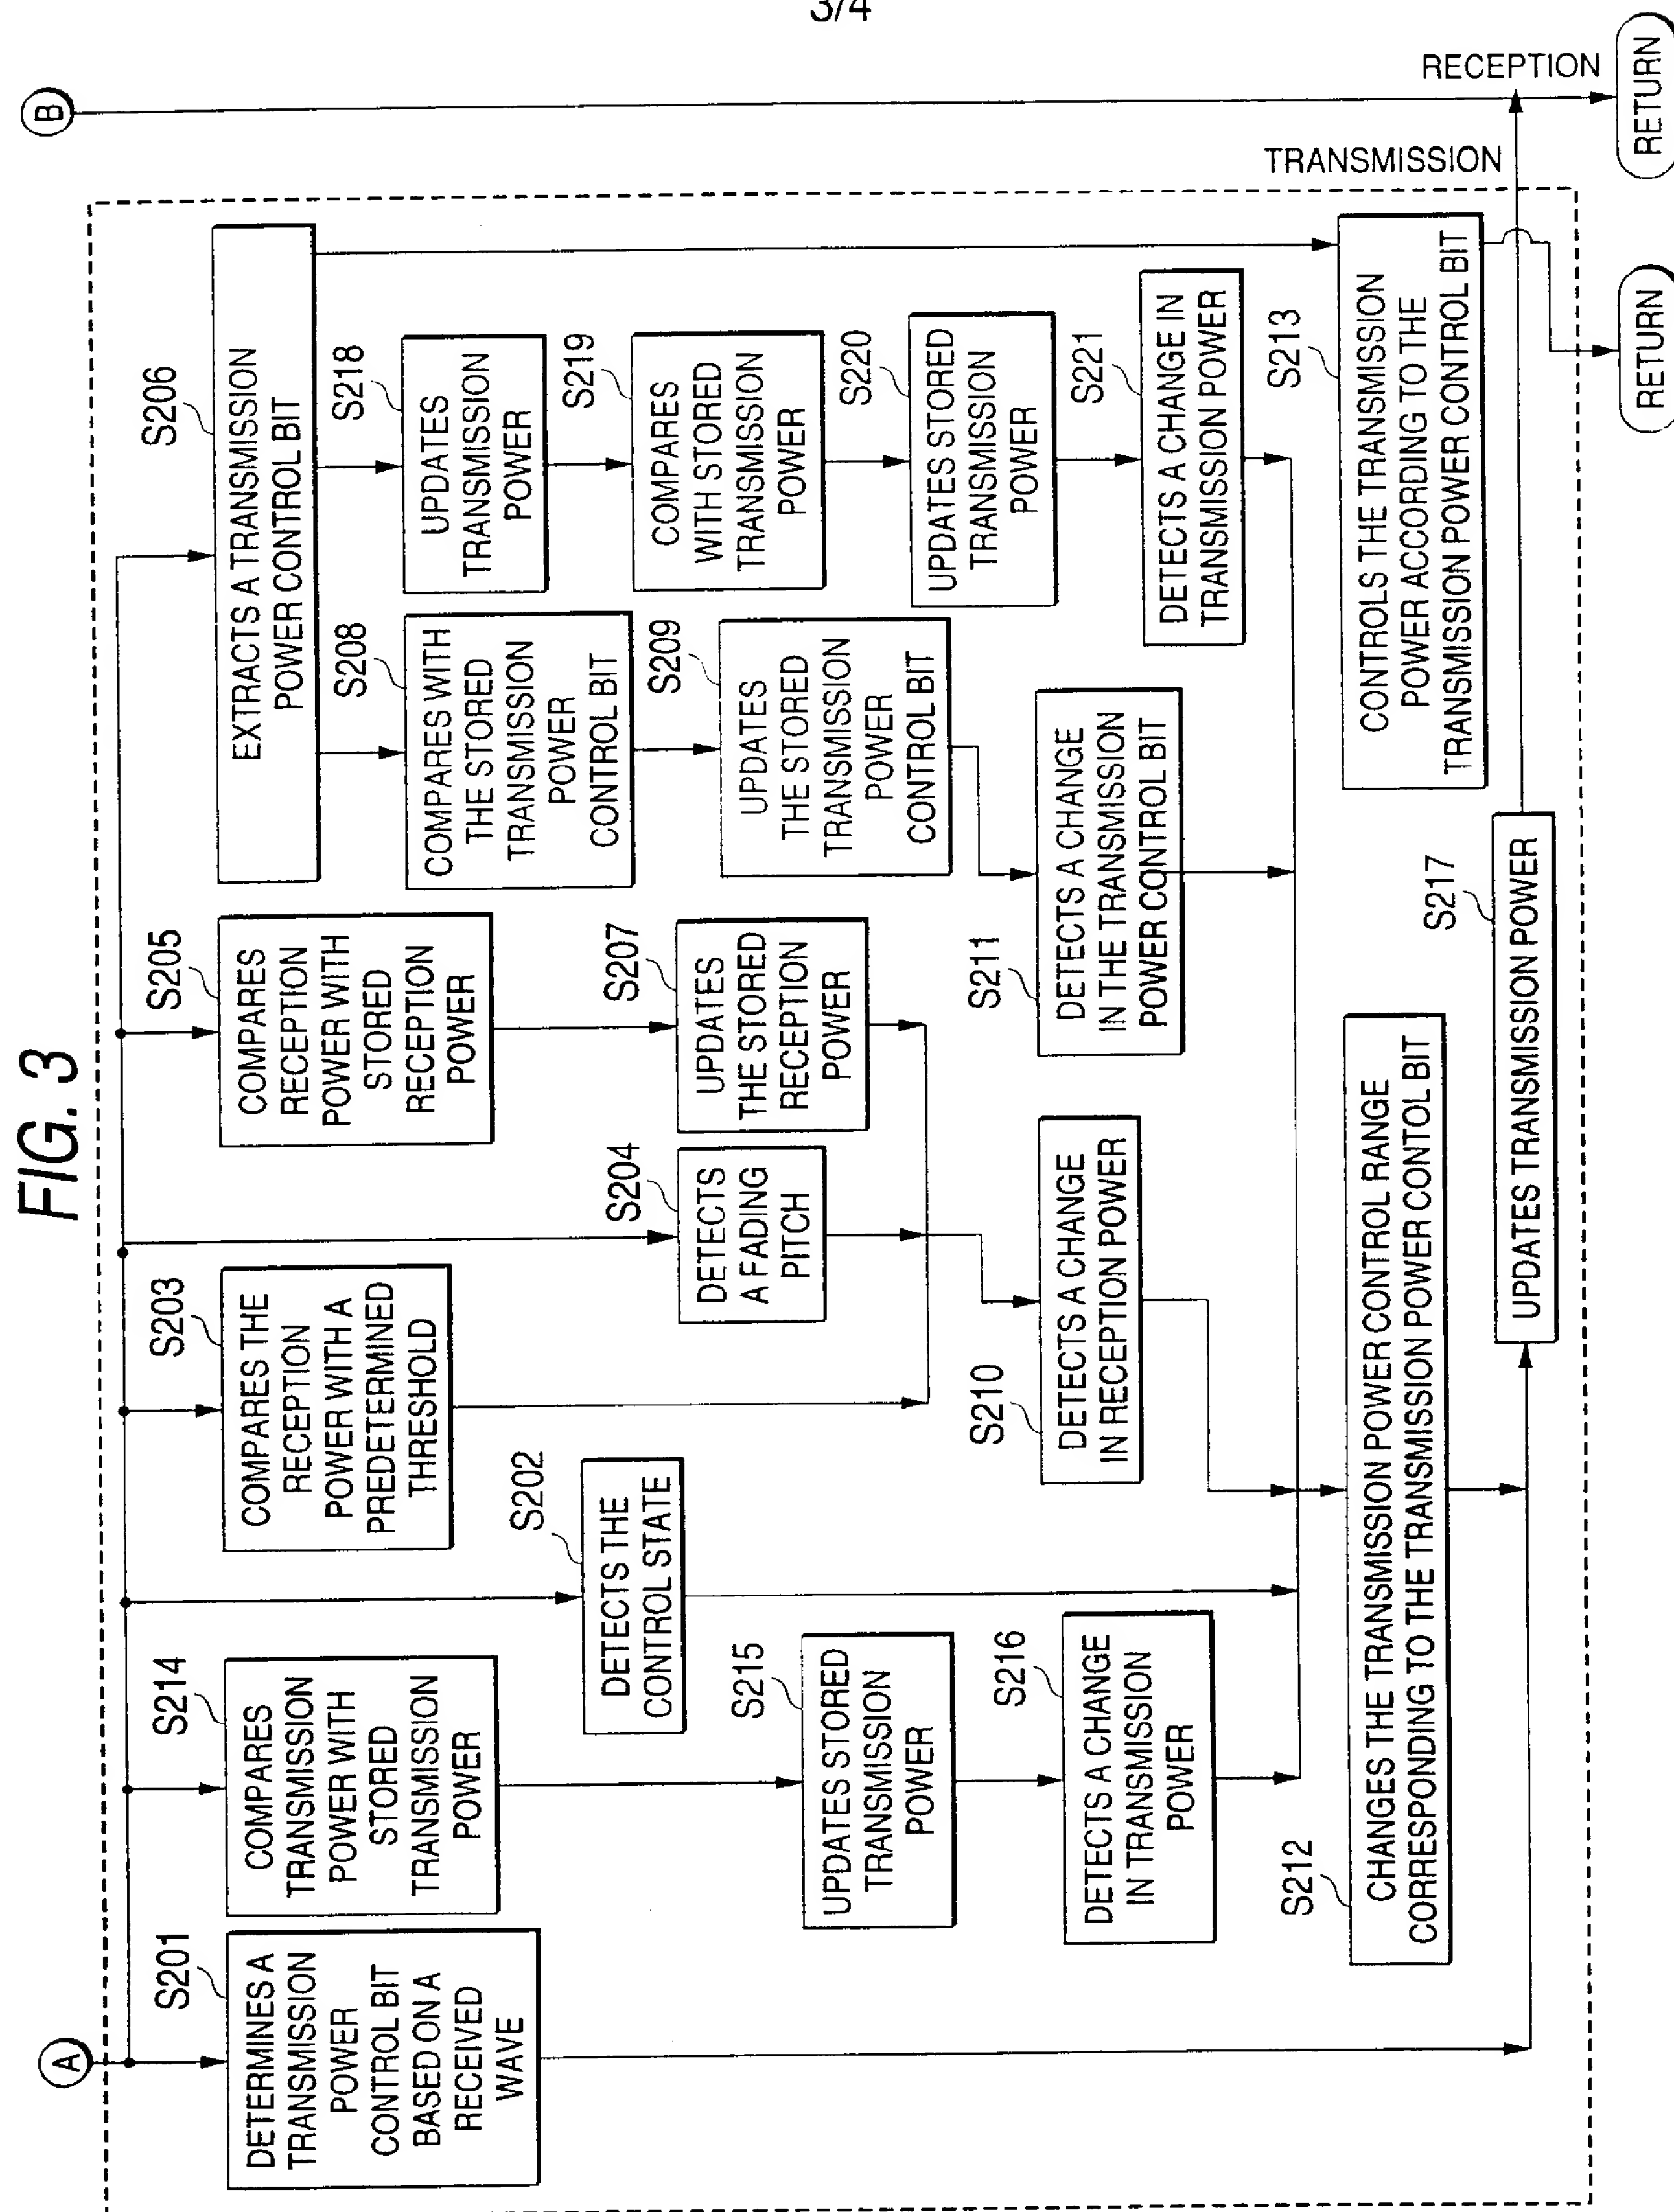 3/4
FIG. 3
A
B
S201
DETERMINES A
TRANSMISSION
POWER
CONTROL BIT
BASED ON A
RECEIVED
WAVE
S214
COMPARES
TRANSMISSION
POWER WITH
STORED
TRANSMISSION
POWER
S202
DETECTS THE
CONTROL STATE
S203
COMPARES THE
RECEPTION
POWER WITH A
PREDETERMINED
THRESHOLD
S204
DETECTS
A FADING
PITCH
S205
COMPARES
RECEPTION
POWER WITH
STORED
RECEPTION
POWER
S206
EXTRACTS A TRANSMISSION
POWER CONTROL BIT
S207
UPDATES
THE STORED
RECEPTION
POWER
S208
COMPARES WITH
THE STORED
TRANSMISSION
POWER
CONTROL BIT
S218
UPDATES
TRANSMISSION
POWER
S209
UPDATES
THE STORED
TRANSMISSION
POWER
CONTROL BIT
S219
COMPARES
WITH STORED
TRANSMISSION
POWER
S215
UPDATES STORED
TRANSMISSION
POWER
S220
UPDATES STORED
TRANSMISSION
POWER
S216
DETECTS A CHANGE
IN TRANSMISSION
POWER
S210
DETECTS A CHANGE
IN RECEPTION POWER
S211
DETECTS A CHANGE
IN THE TRANSMISSION
POWER CONTROL BIT
S221
DETECTS A CHANGE IN
TRANSMISSION POWER
S212
CHANGES THE TRANSMISSION POWER CONTROL RANGE
CORRESPONDING TO THE TRANSMISSION POWER CONTOL BIT
S213
CONTROLS THE TRANSMISSION
POWER ACCORDING TO THE
TRANSMISSION POWER CONTROL BIT
S217
UPDATES TRANSMISSION POWER
TRANSMISSION
RECEPTION
RETURN
RETURN